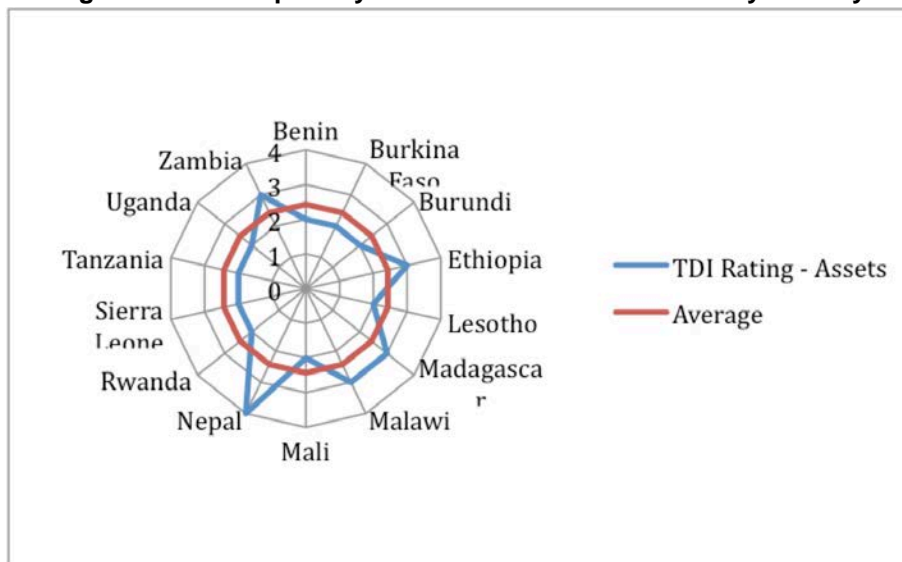 Benin
4
3
2
1
0
Burkina
Faso
Burundi
Ethiopia
Lesotho
Madagasca
r
Malawi
Mali
Nepal
Rwanda
Sierra
Leone
Tanzania
Uganda
Zambia
TDI Rating - Assets
Average